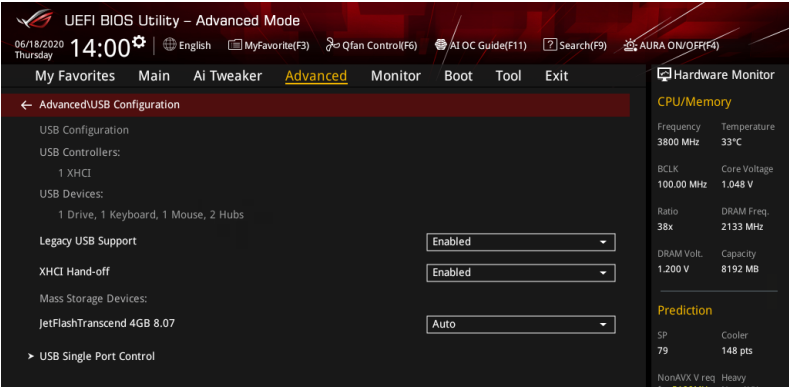 UEFI BIOS Utility – Advanced Mode
06/18/2020 Thursday 14:00 English MyFavorite(F3) Qfan Control(F6) AI OC Guide(F11) ? Search(F9) AURA ON/OFF(F4)
My Favorites Main Ai Tweaker Advanced Monitor Boot Tool Exit
← Advanced\USB Configuration
USB Configuration
USB Controllers:
1 XHCI
USB Devices:
1 Drive, 1 Keyboard, 1 Mouse, 2 Hubs
Legacy USB Support Enabled
XHCI Hand-off Enabled
Mass Storage Devices:
JetFlashTranscend 4GB 8.07 Auto
> USB Single Port Control
Hardware Monitor
CPU/Memory
Frequency Temperature
3800 MHz 33°C
BCLK Core Voltage
100.00 MHz 1.048 V
Ratio DRAM Freq.
38x 2133 MHz
DRAM Volt. Capacity
1.200 V 8192 MB
Prediction
SP Cooler
79 148 pts
NonAVX V req Heavy